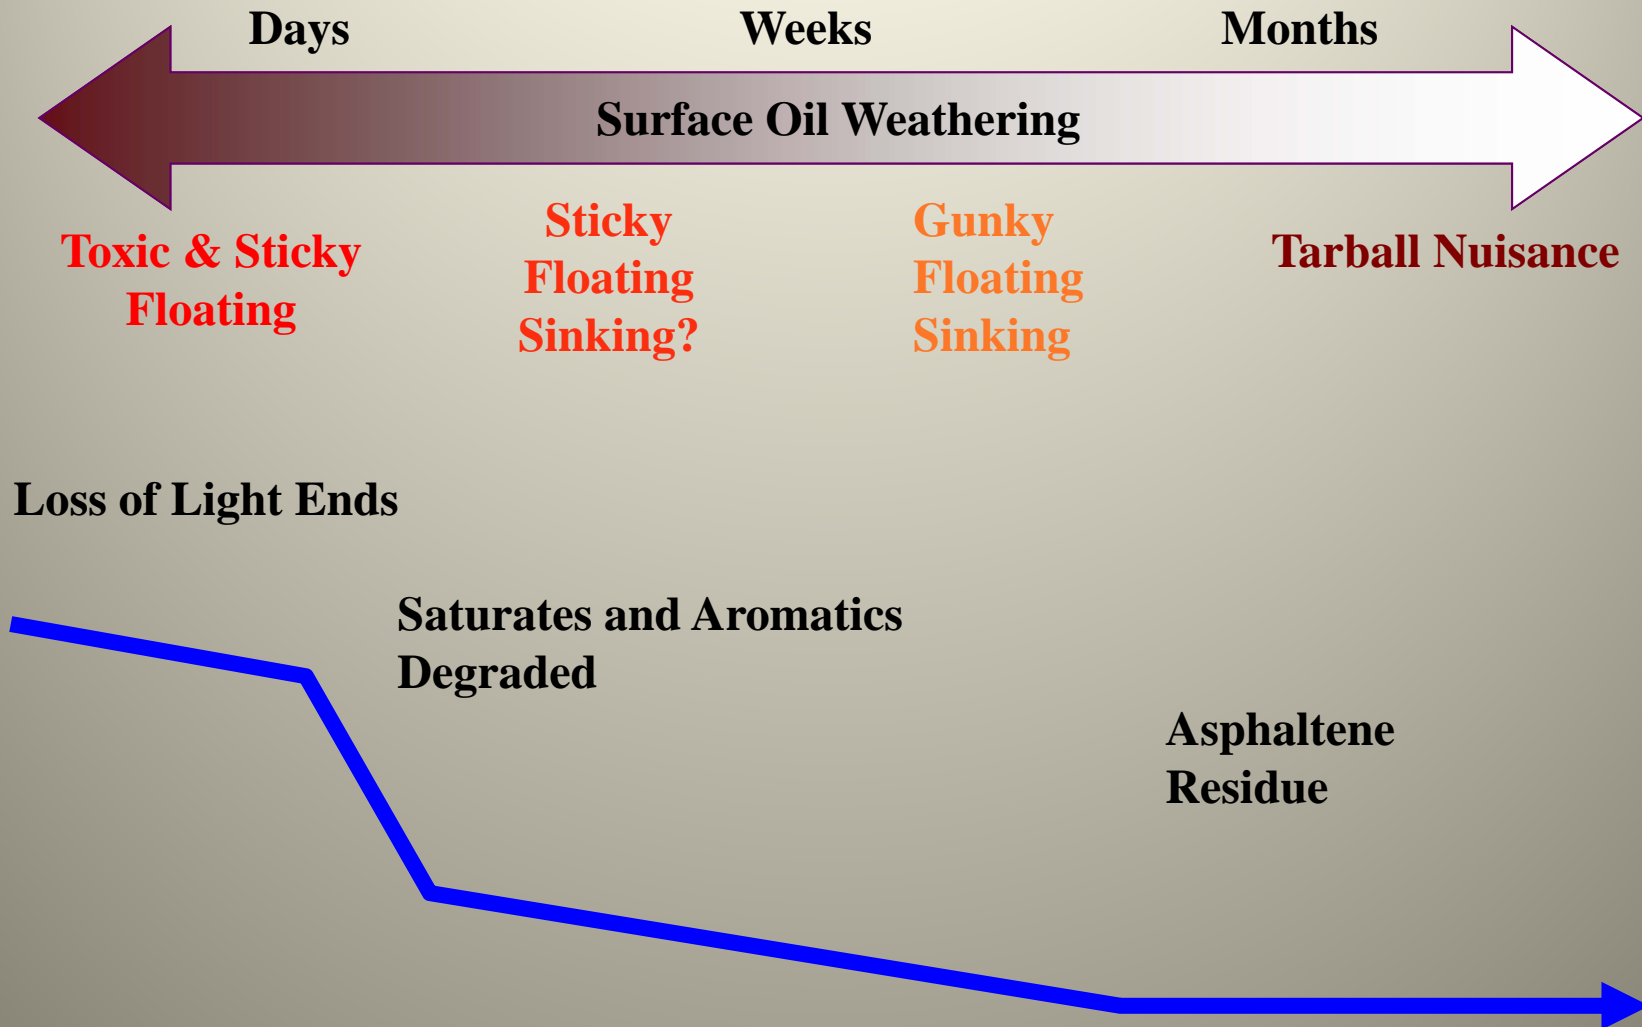 Days
Weeks
Months
Surface Oil Weathering
Toxic & Sticky
Floating
Sticky
Floating
Sinking?
Gunky
Floating
Sinking
Tarball Nuisance
Loss of Light Ends
Saturates and Aromatics
Degraded
Asphaltene
Residue